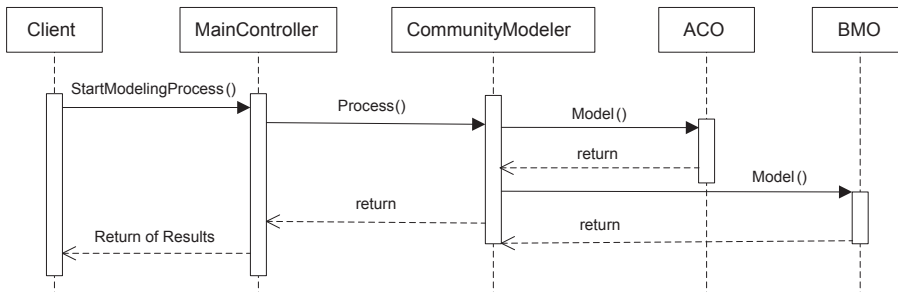 Client
MainController
CommunityModeler
ACO
BMO
StartModelingProcess()
Process()
Model()
return
Model()
return
return
Return of Results